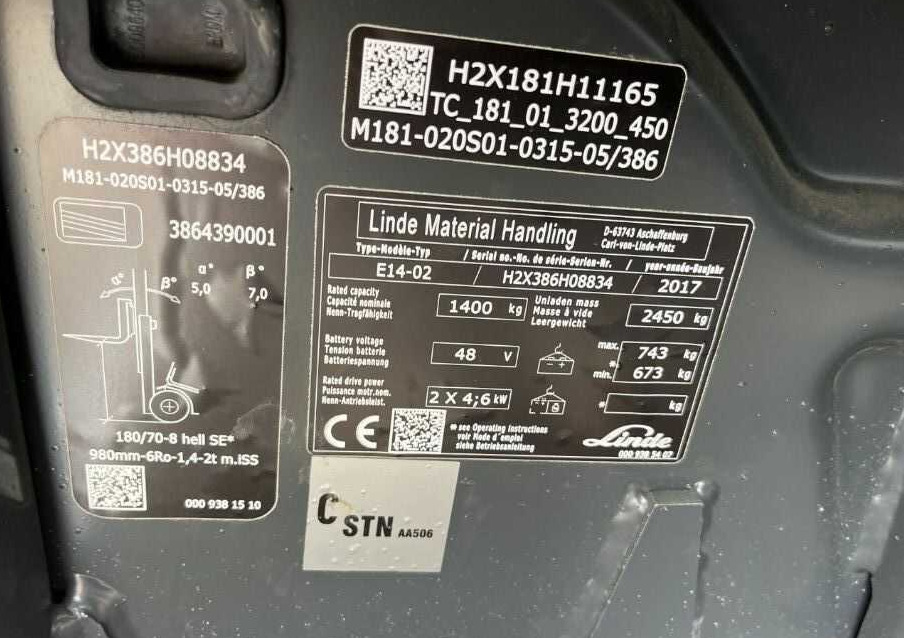 H2X181H11165
TC_181_01_3200_450
M181-020S01-0315-05/386
H2X386H08834
M181-020S01-0315-05/386
3864390001
α° β°
α° β° 5,0 7,0
180/70-8 hell SE*
980mm-6Ro-1,4-2t m.ISS
000 938 15 10
Linde Material Handling D-63743 Aschaffenburg
Carl-von-Linde-Platz
Type-Modèle-Typ / Serial no.-No. de série-Serien-Nr. / year-année-Baujahr
E14-02 / H2X386H08834 / 2017
Rated capacity
Capacité nominale
Nenn-Tragfähigkeit
1400 kg
Unladen mass
Masse à vide
Leergewicht
2450 kg
Battery voltage
Tension batterie
Batteriespannung
48 V
max. 743 kg
*
min. 673 kg
Rated drive power
Puissance motr.nom.
Nenn-Antriebsleist.
2 X 4;6 kW
* kg
CE
* see Operating instructions
voir Mode d'emploi
siehe Betriebsanleitung
Linde
000 938 54 07
C STN AA506